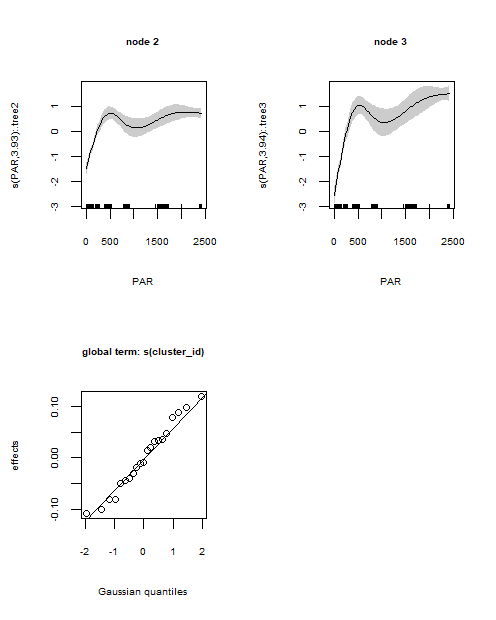 node 2
node 3
s(PAR,3.93):.tree2
1
0
-1
-2
-3
0 500 1500 2500
PAR
s(PAR,3.94):.tree3
1
0
-1
-2
-3
0 500 1500 2500
PAR
global term: s(cluster_id)
effects
0.10
0.00
-0.10
-2 -1 0 1 2
Gaussian quantiles